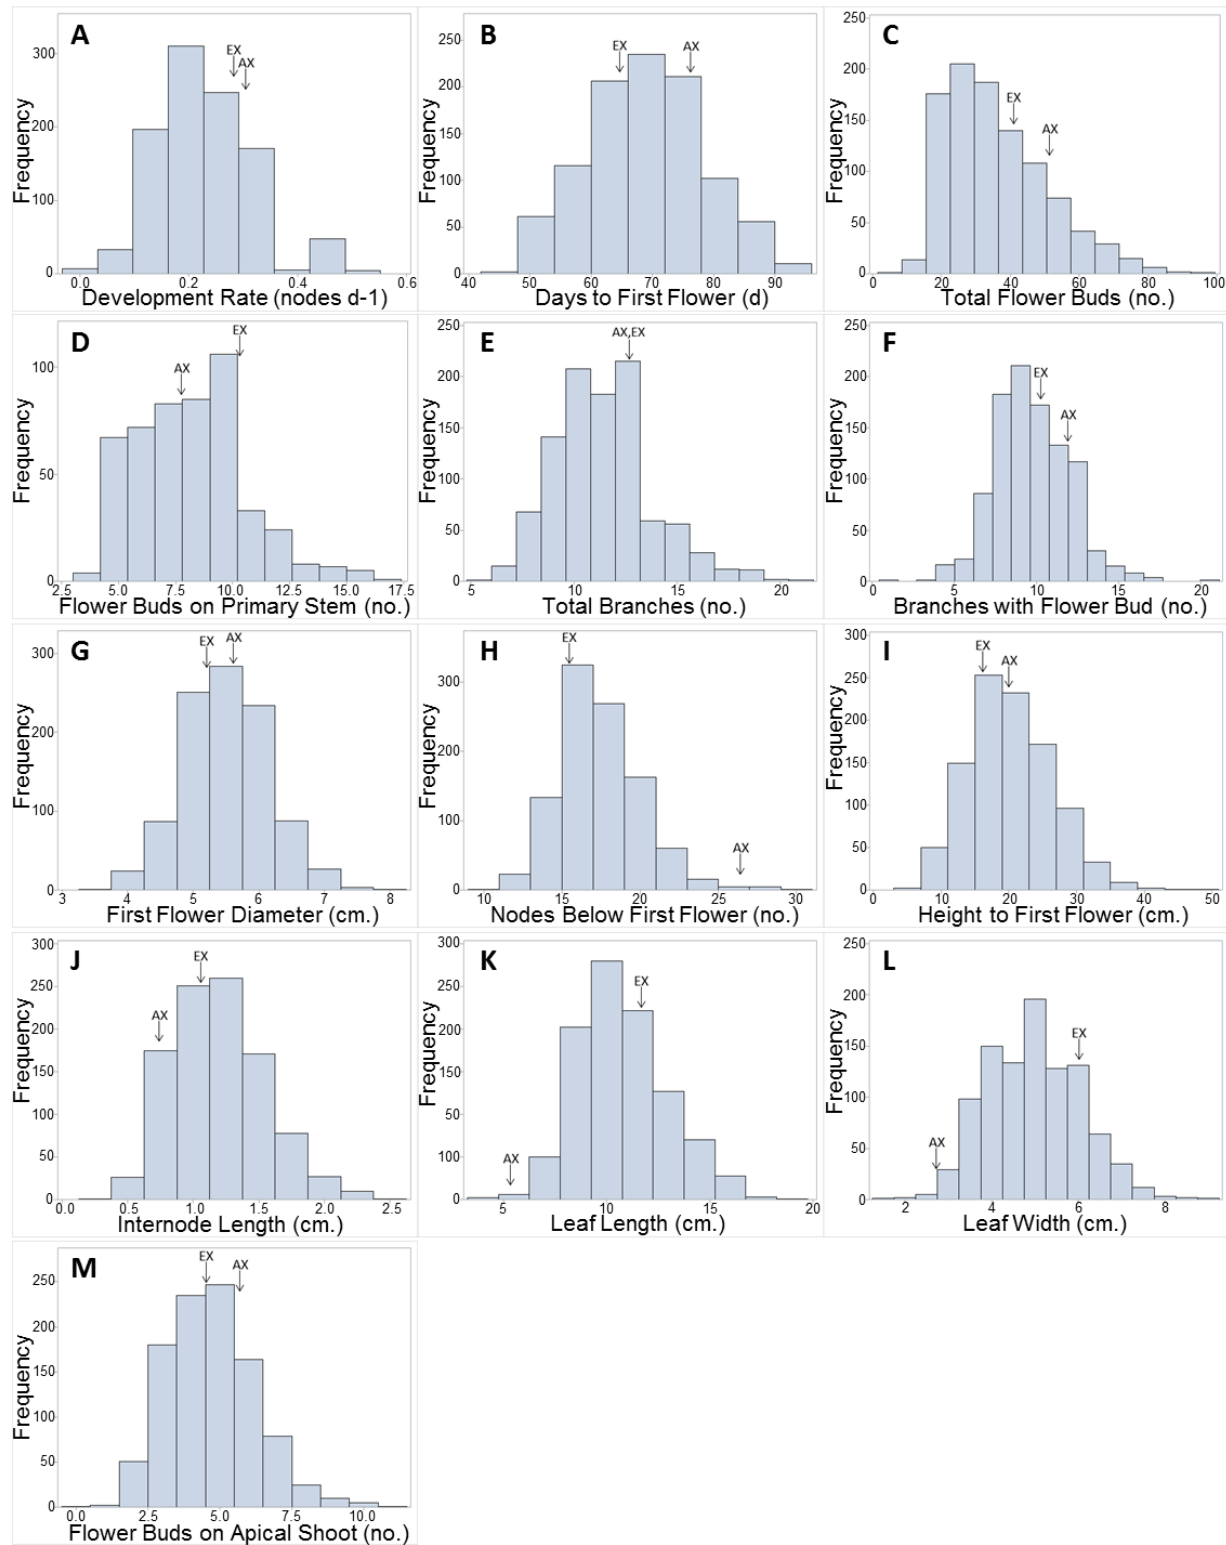 A
EX
AX
Frequency
300
200
100
0
0.0 0.2 0.4 0.6
Development Rate (nodes d-1)
B
EX
AX
Frequency
250
200
150
100
50
0
40 50 60 70 80 90
Days to First Flower (d)
C
EX
AX
Frequency
250
200
150
100
50
0
0 20 40 60 80 100
Total Flower Buds (no.)
D
EX
AX
Frequency
100
50
0
2.5 5.0 7.5 10.0 12.5 15.0 17.5
Flower Buds on Primary Stem (no.)
E
AX,EX
Frequency
250
200
150
100
50
0
5 10 15 20
Total Branches (no.)
F
EX
AX
Frequency
250
200
150
100
50
0
0 5 10 15 20
Branches with Flower Bud (no.)
G
EX
AX
Frequency
300
200
100
0
3 4 5 6 7 8
First Flower Diameter (cm.)
H
EX
AX
Frequency
300
200
100
0
10 15 20 25 30
Nodes Below First Flower (no.)
I
EX
AX
Frequency
300
250
200
150
100
50
0
0 10 20 30 40 50
Height to First Flower (cm.)
J
EX
AX
Frequency
300
250
200
150
100
50
0
0.0 0.5 1.0 1.5 2.0 2.5
Internode Length (cm.)
K
EX
AX
Frequency
300
250
200
150
50
100
0
5 10 15 20
Leaf Length (cm.)
L
EX
AX
Frequency
250
200
150
100
50
0
2 4 6 8
Leaf Width (cm.)
M
EX
AX
Frequency
250
200
150
100
50
0
0.0 2.5 5.0 7.5 10.0
Flower Buds on Apical Shoot (no.)